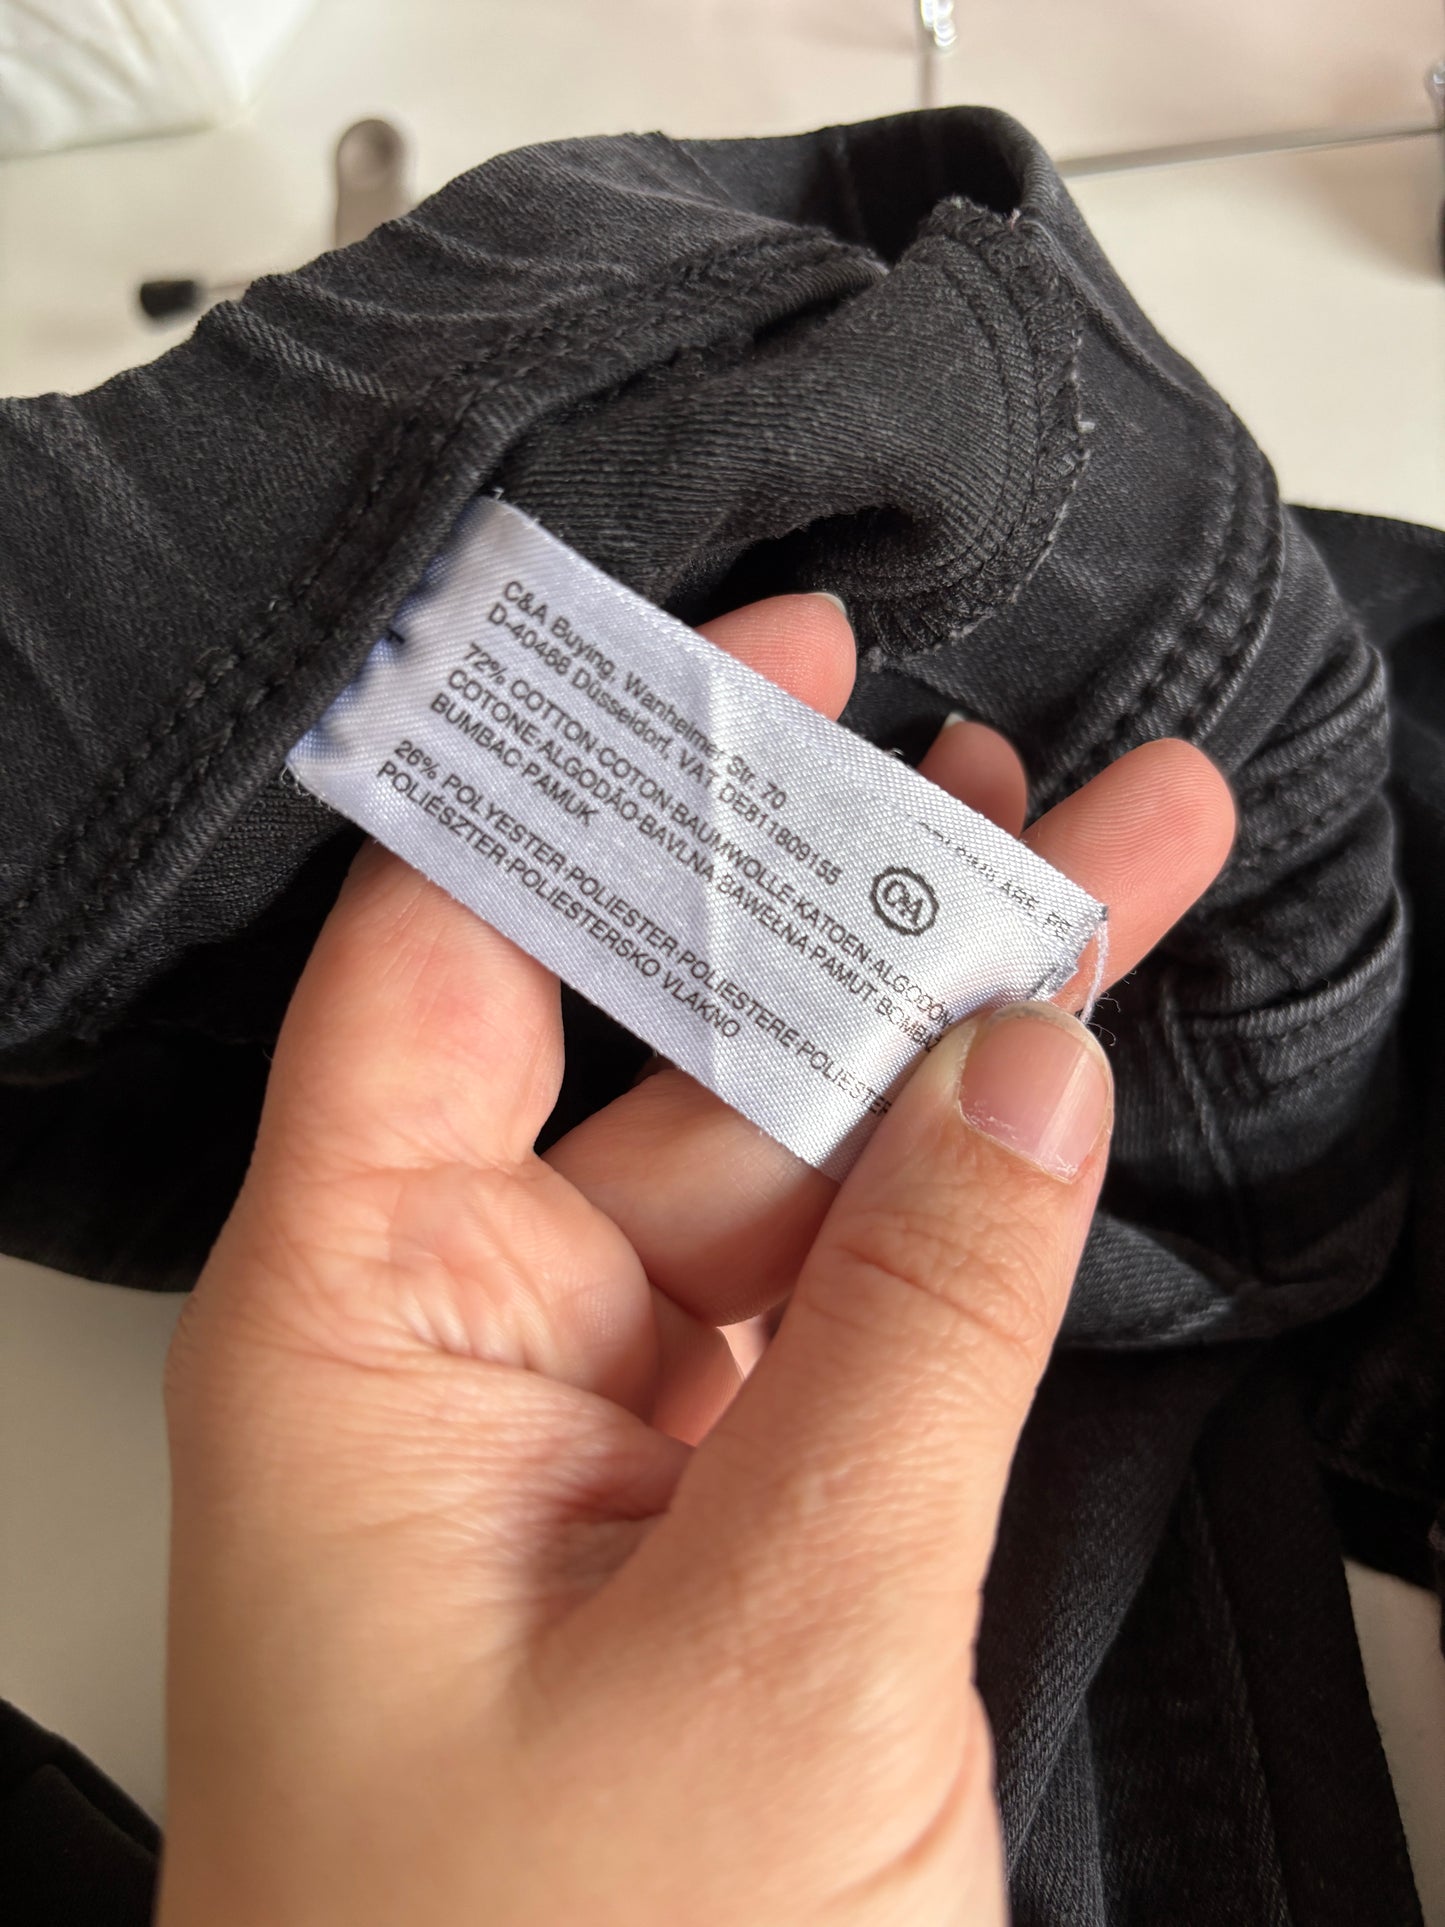 C&A Buying, Wanheimer Str. 70
D-40468 Düsseldorf, VAT DE811809155
C&A
72% COTTON·COTON·BAUMWOLLE·KATOEN·ALGODÓN
COTONE·ALGODÃO·BAVLNA·BAWEŁNA·PAMUT·BOMBAŽ
BUMBAC·PAMUK
26% POLYESTER·POLIESTER·POLIESTERE·POLIESTER
POLIÉSZTER·POLIESTERSKO VLAKNO